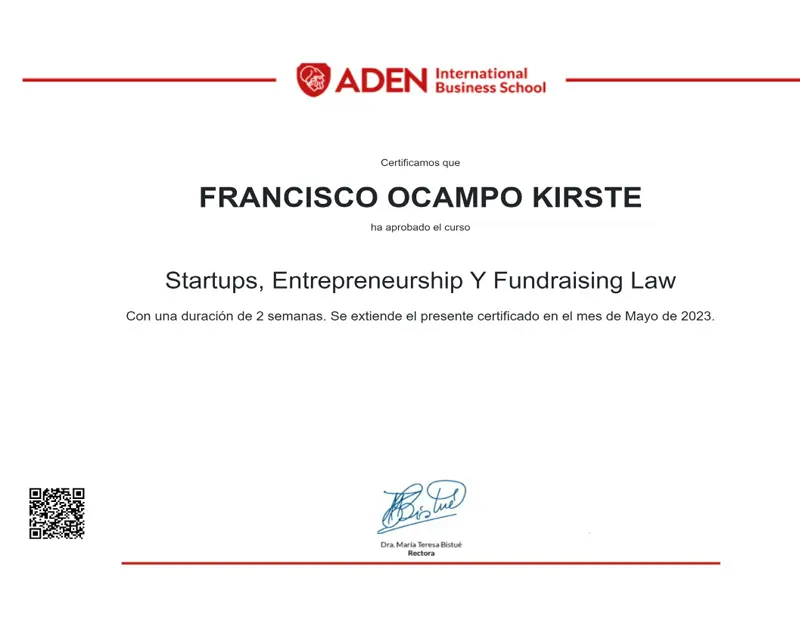 ADEN International
Business School
Certificamos que
FRANCISCO OCAMPO KIRSTE
ha aprobado el curso
Startups, Entrepreneurship Y Fundraising Law
Con una duración de 2 semanas. Se extiende el presente certificado en el mes de Mayo de 2023.
Bistué
Dra. María Teresa Bistué
Rectora